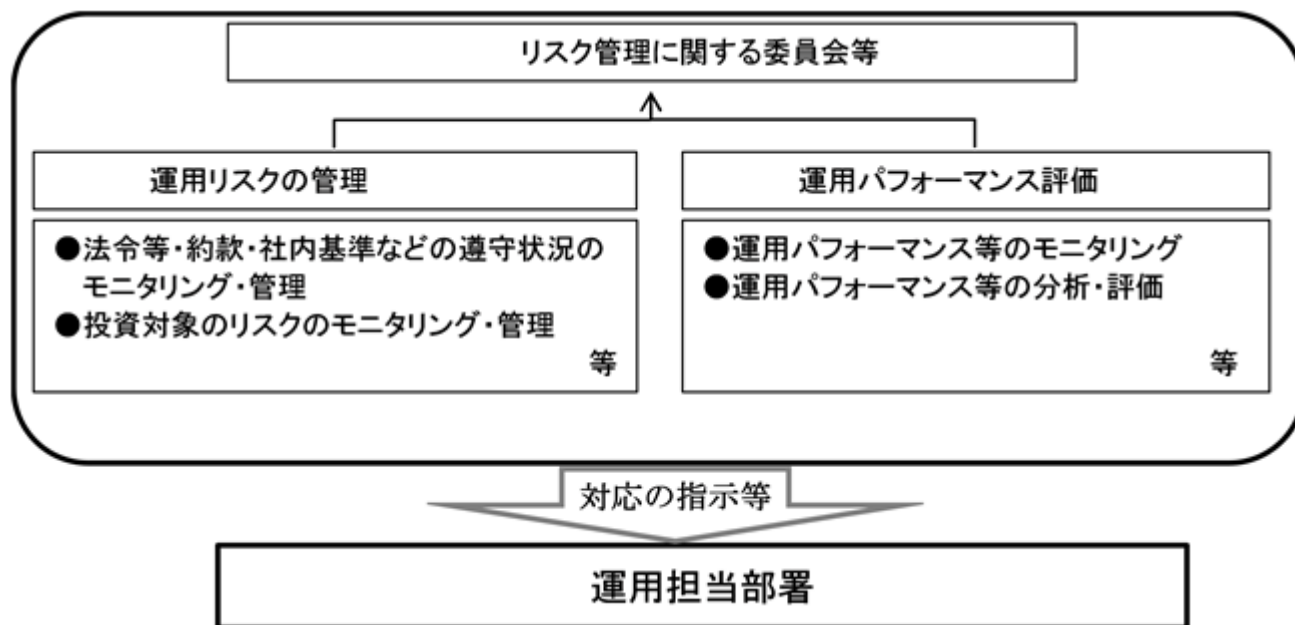 リスク管理に関する委員会等
運用リスクの管理
●法令等・約款・社内基準などの遵守状況の
モニタリング・管理
●投資対象のリスクのモニタリング・管理
等
運用パフォーマンス評価
●運用パフォーマンス等のモニタリング
●運用パフォーマンス等の分析・評価
等
対応の指示等
運用担当部署